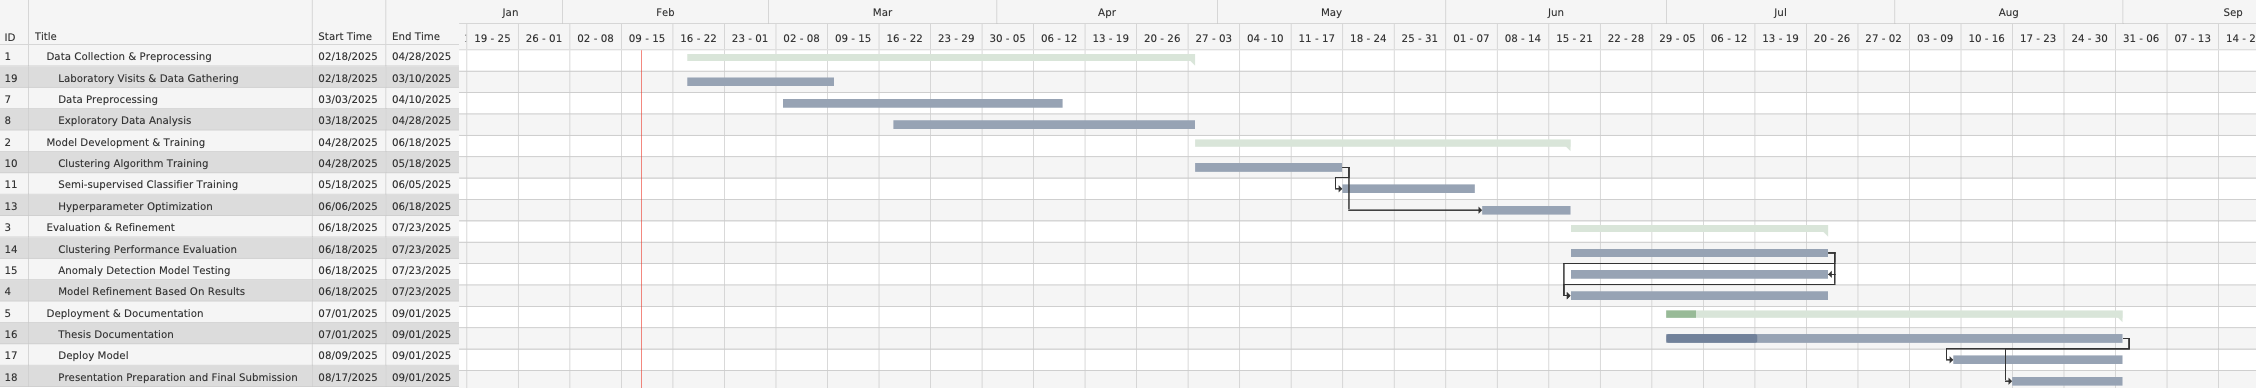 Jan Feb Mar Apr May Jun Jul Aug Sep
ID Title Start Time End Time 19 - 25 26 - 01 02 - 08 09 - 15 16 - 22 23 - 01 02 - 08 09 - 15 16 - 22 23 - 29 30 - 05 06 - 12 13 - 19 20 - 26 27 - 03 04 - 10 11 - 17 18 - 24 25 - 31 01 - 07 08 - 14 15 - 21 22 - 28 29 - 05 06 - 12 13 - 19 20 - 26 27 - 02 03 - 09 10 - 16 17 - 23 24 - 30 31 - 06 07 - 13 14 - 2
1 Data Collection & Preprocessing 02/18/2025 04/28/2025
19 Laboratory Visits & Data Gathering 02/18/2025 03/10/2025
7 Data Preprocessing 03/03/2025 04/10/2025
8 Exploratory Data Analysis 03/18/2025 04/28/2025
2 Model Development & Training 04/28/2025 06/18/2025
10 Clustering Algorithm Training 04/28/2025 05/18/2025
11 Semi-supervised Classifier Training 05/18/2025 06/05/2025
13 Hyperparameter Optimization 06/06/2025 06/18/2025
3 Evaluation & Refinement 06/18/2025 07/23/2025
14 Clustering Performance Evaluation 06/18/2025 07/23/2025
15 Anomaly Detection Model Testing 06/18/2025 07/23/2025
4 Model Refinement Based On Results 06/18/2025 07/23/2025
5 Deployment & Documentation 07/01/2025 09/01/2025
16 Thesis Documentation 07/01/2025 09/01/2025
17 Deploy Model 08/09/2025 09/01/2025
18 Presentation Preparation and Final Submission 08/17/2025 09/01/2025